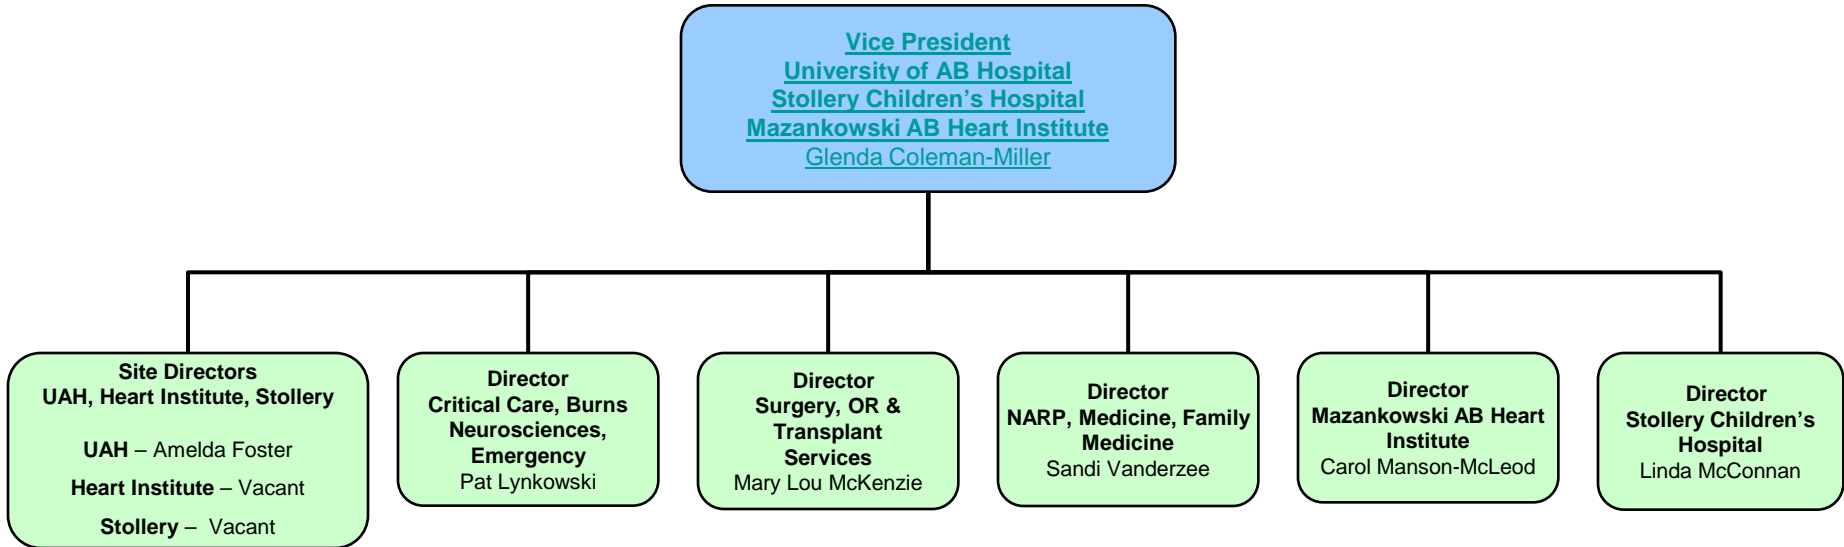 Vice President
University of AB Hospital
Stollery Children’s Hospital
Mazankowski AB Heart Institute
Glenda Coleman-Miller
Site Directors
UAH, Heart Institute, Stollery
UAH – Amelda Foster
Heart Institute – Vacant
Stollery – Vacant
Director
Critical Care, Burns
Neurosciences,
Emergency
Pat Lynkowski
Director
Surgery, OR &
Transplant
Services
Mary Lou McKenzie
Director
NARP, Medicine, Family
Medicine
Sandi Vanderzee
Director
Mazankowski AB Heart
Institute
Carol Manson-McLeod
Director
Stollery Children’s
Hospital
Linda McConnan